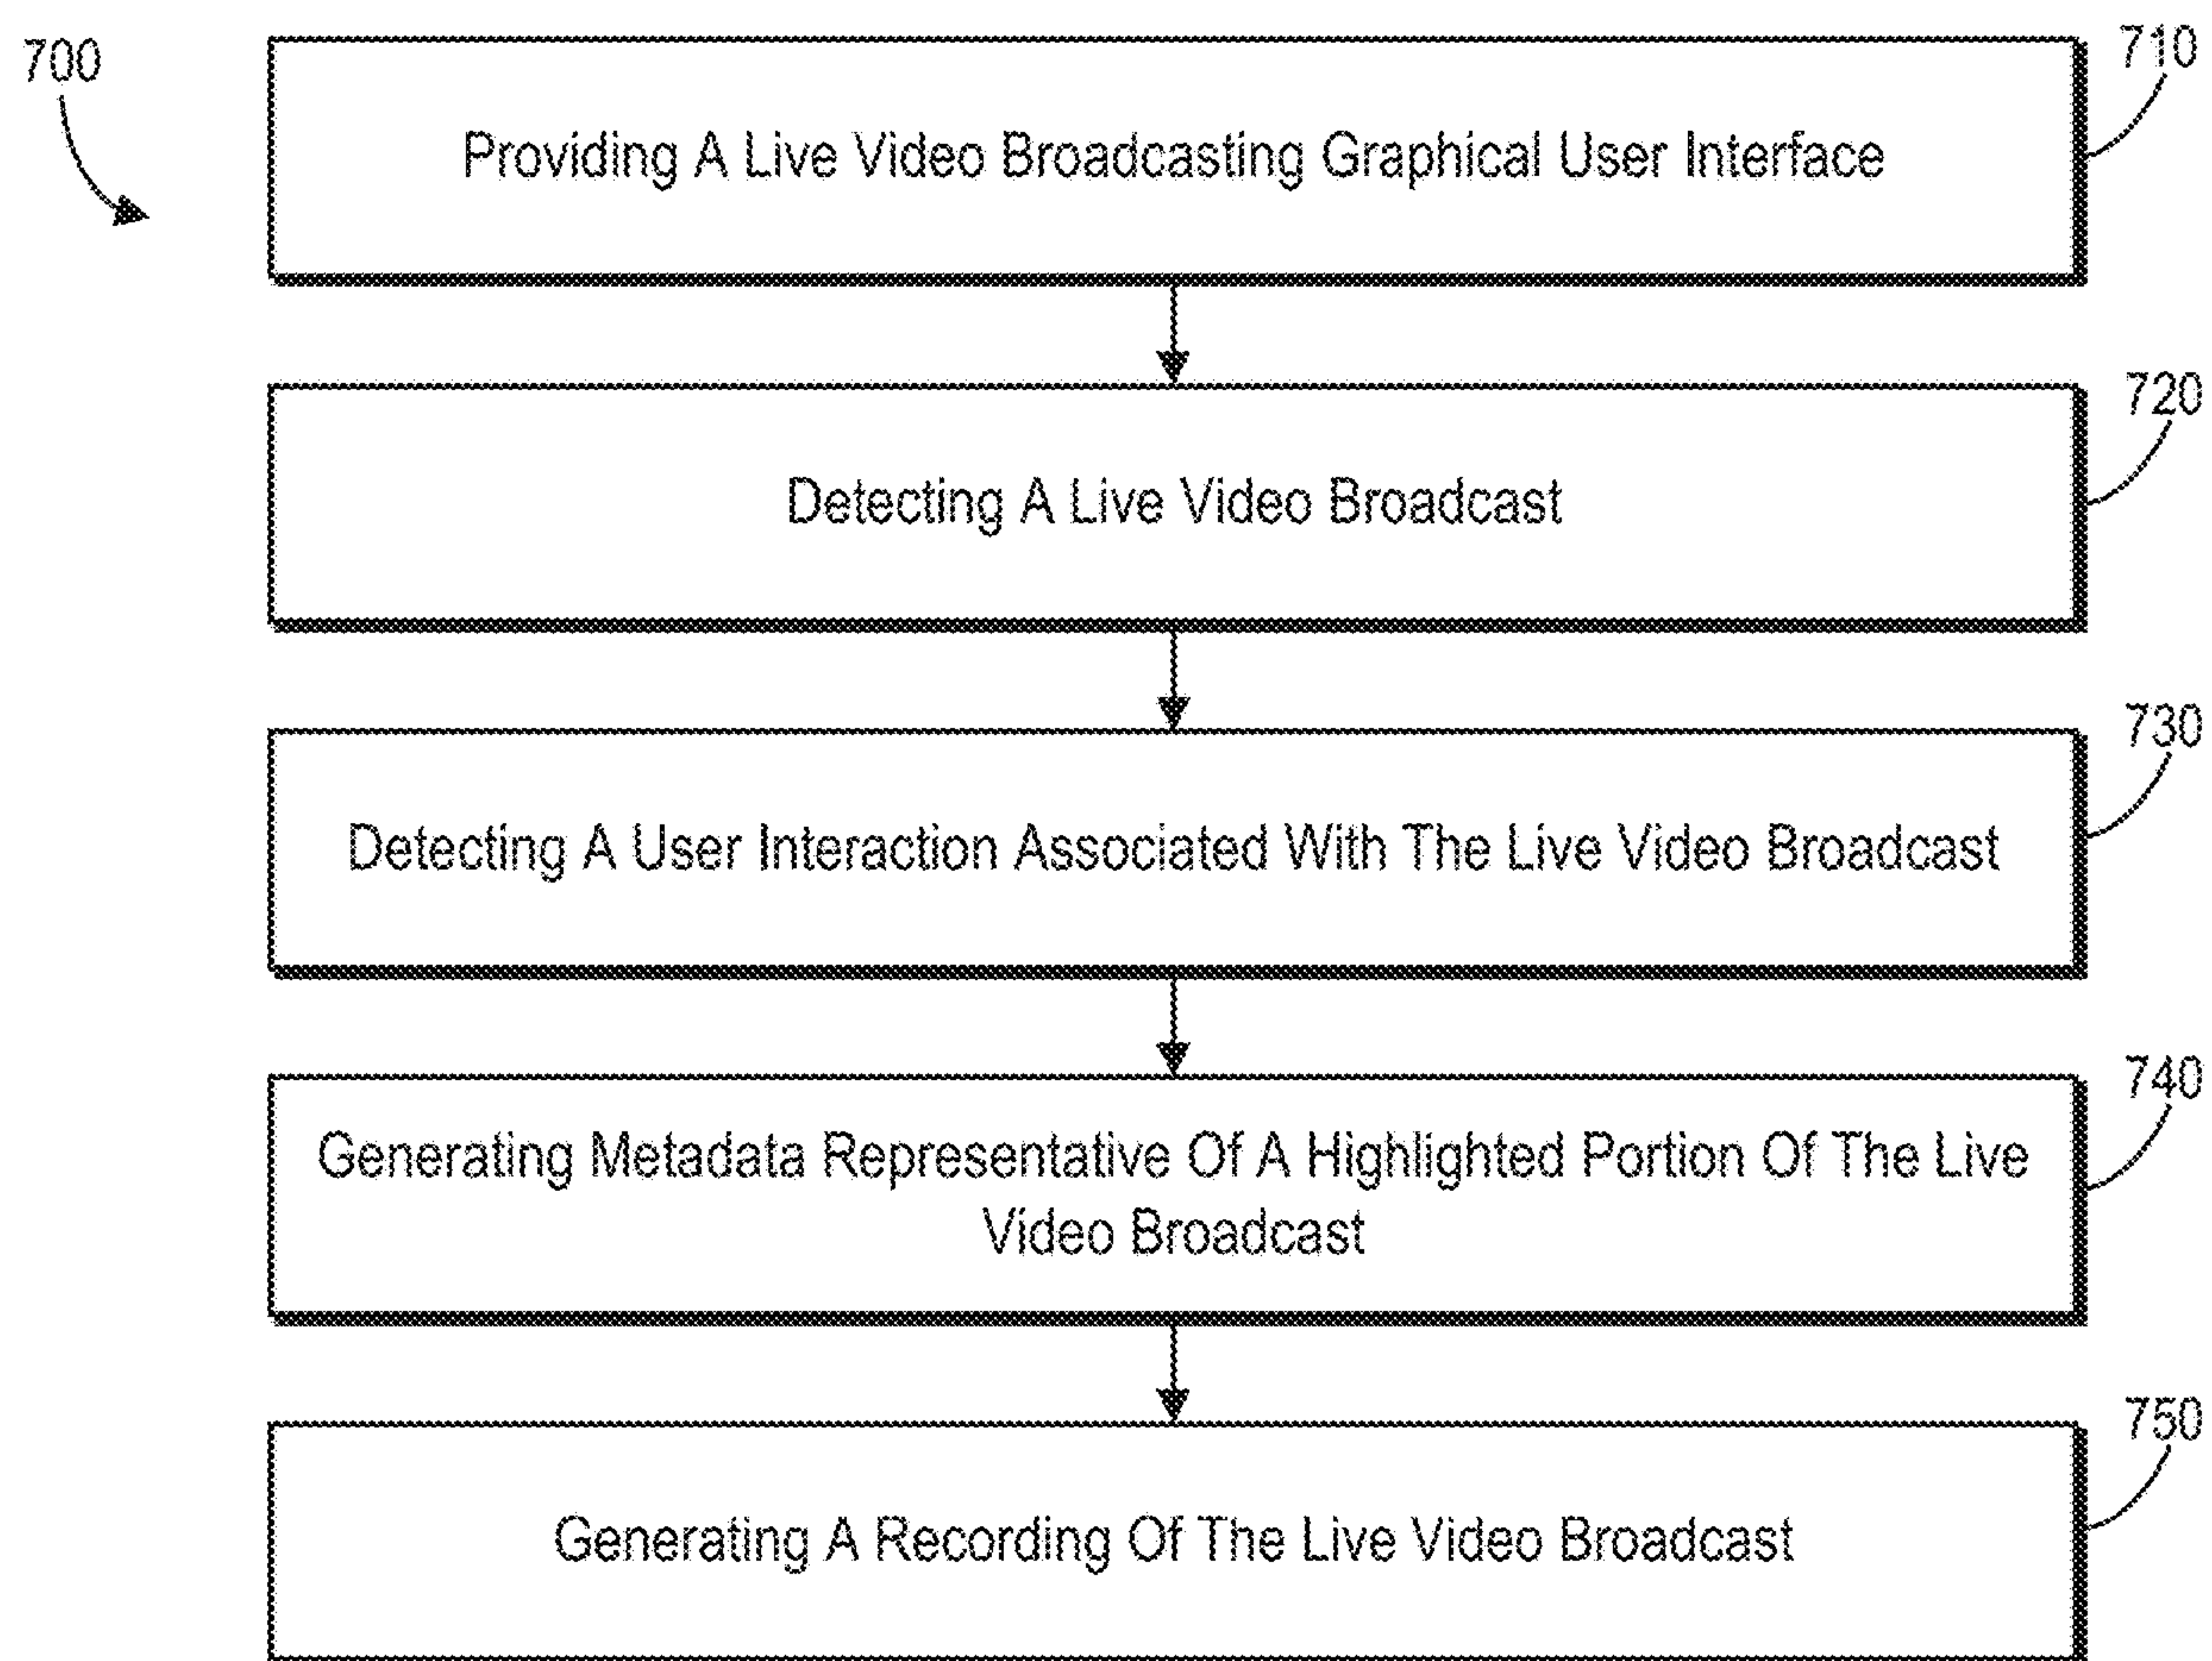 700
710
Providing A Live Video Broadcasting Graphical User Interface
720
Detecting A Live Video Broadcast
730
Detecting A User Interaction Associated With The Live Video Broadcast
740
Generating Metadata Representative Of A Highlighted Portion Of The Live
Video Broadcast
750
Generating A Recording Of The Live Video Broadcast